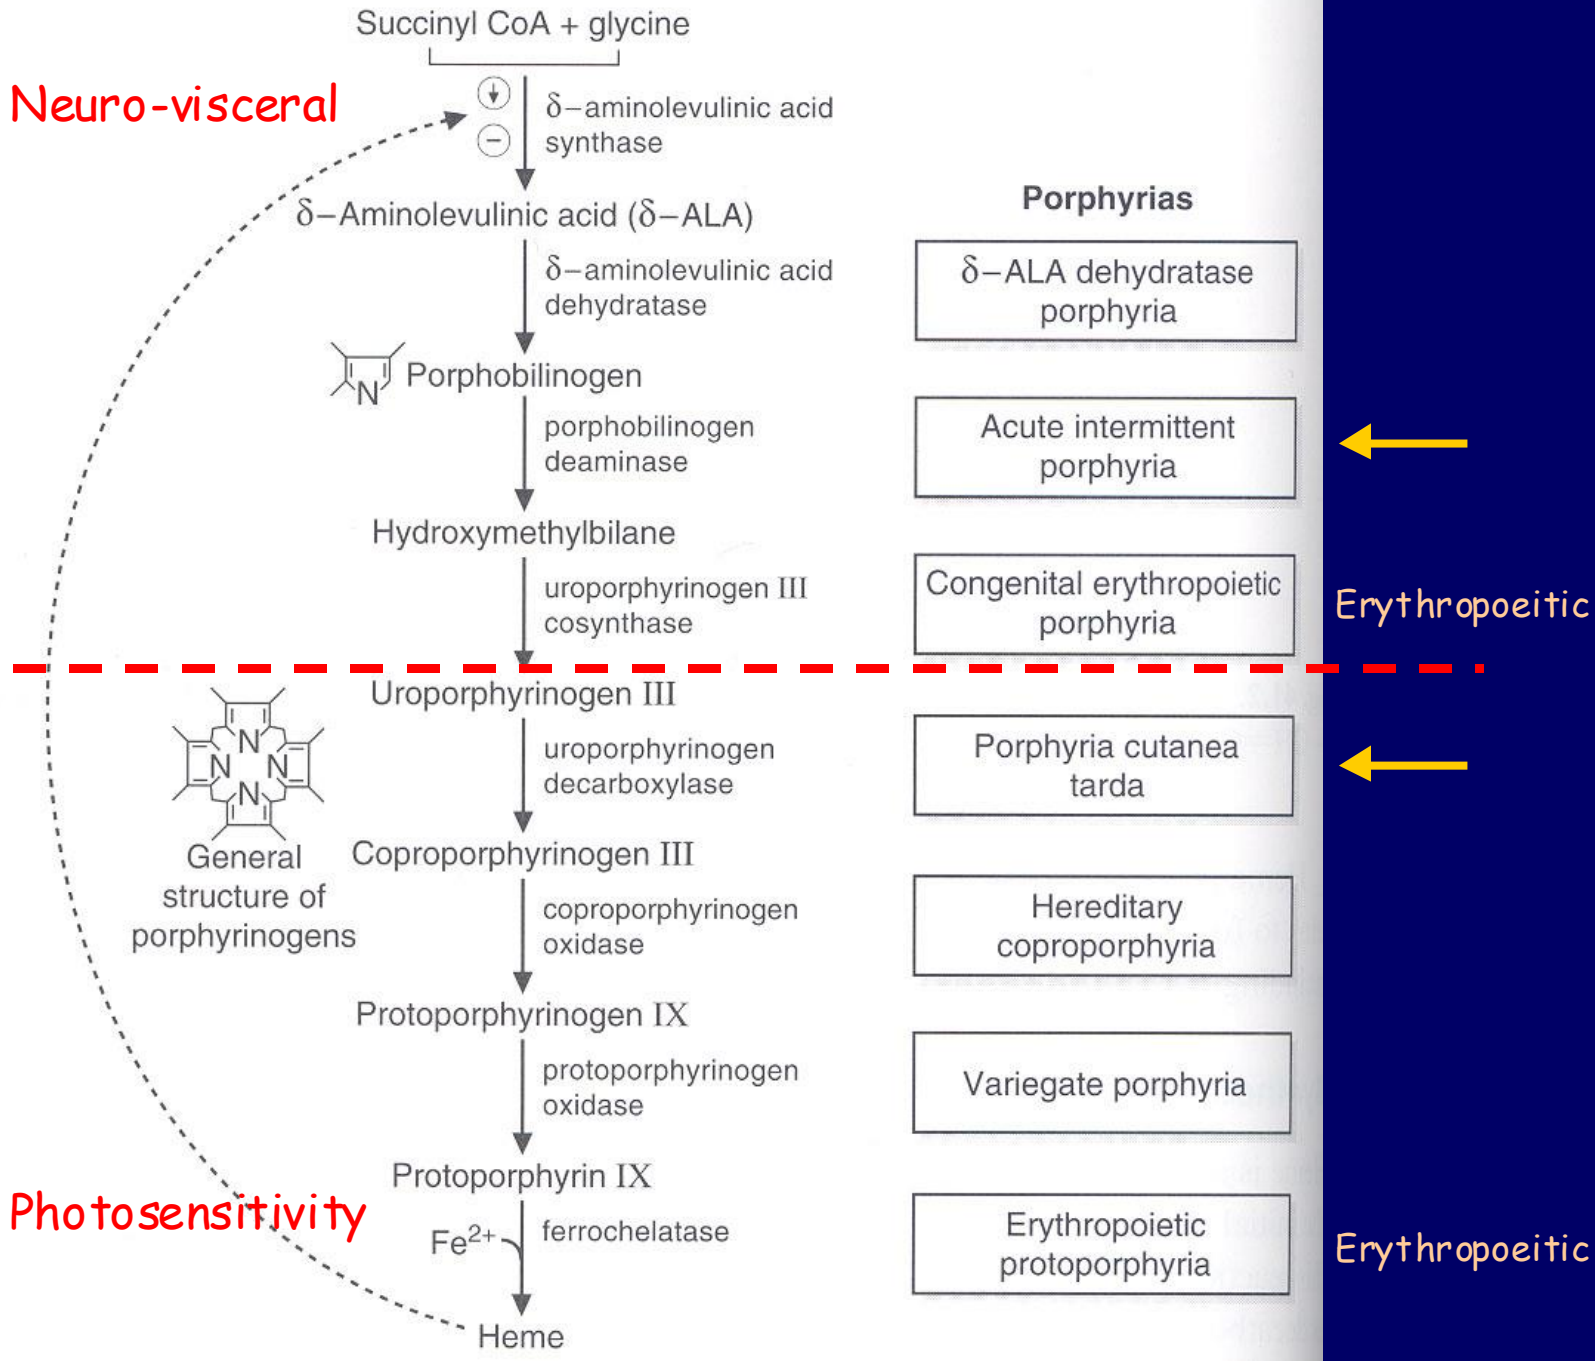 Succinyl CoA + glycine
Neuro-visceral
δ–aminolevulinic acid
synthase
δ–Aminolevulinic acid (δ–ALA)
Porphyrias
δ–aminolevulinic acid
dehydratase
δ–ALA dehydratase
porphyria
N
Porphobilinogen
porphobilinogen
deaminase
Acute intermittent
porphyria
Hydroxymethylbilane
uroporphyrinogen III
cosynthase
Congenital erythropoietic
porphyria
Erythropoeitic
Uroporphyrinogen III
N
N N
N
General
structure of
porphyrinogens
uroporphyrinogen
decarboxylase
Porphyria cutanea
tarda
Coproporphyrinogen III
coproporphyrinogen
oxidase
Hereditary
coproporphyria
Protoporphyrinogen IX
protoporphyrinogen
oxidase
Variegate porphyria
Protoporphyrin IX
Photosensitivity
Fe2+
ferrochelatase
Erythropoietic
protoporphyria
Erythropoeitic
Heme